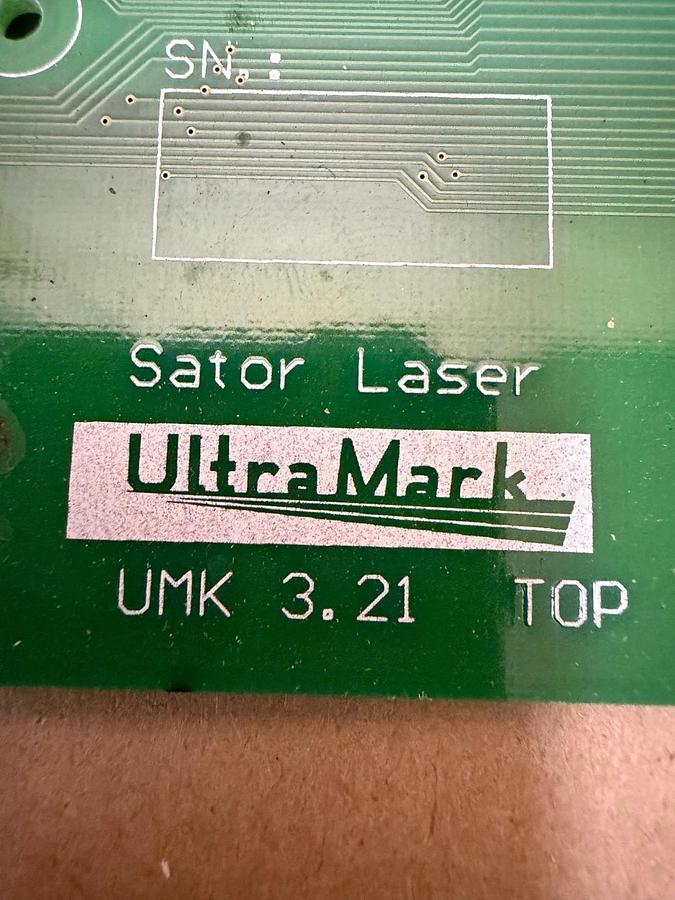 SN.:
Sator Laser
UltraMark
UMK 3.21 TOP